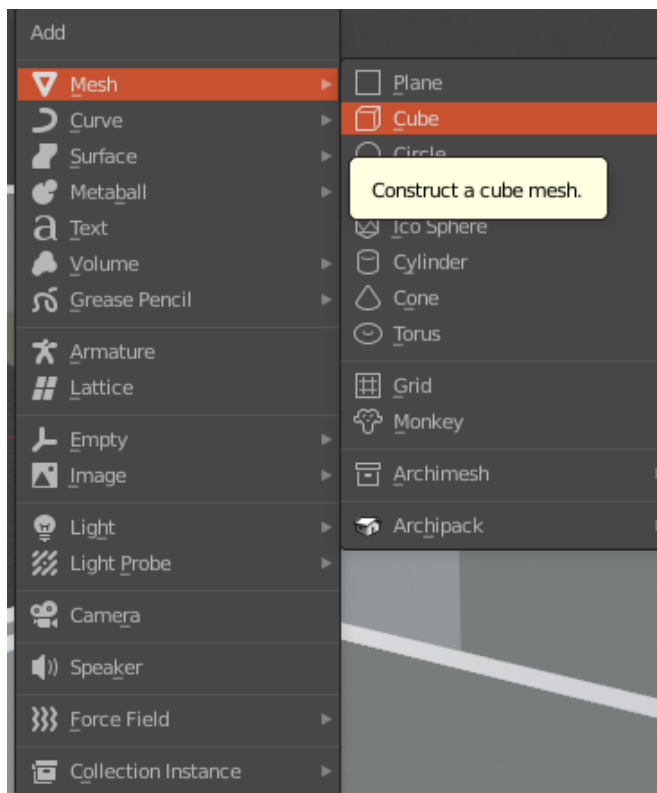 Add
Mesh
Curve
Surface
Metaball
Text
Volume
Grease Pencil
Armature
Lattice
Empty
Image
Light
Light Probe
Camera
Speaker
Force Field
Collection Instance
Plane
Cube
Circle
Construct a cube mesh.
Ico Sphere
Cylinder
Cone
Torus
Grid
Monkey
Archimesh
Archipack